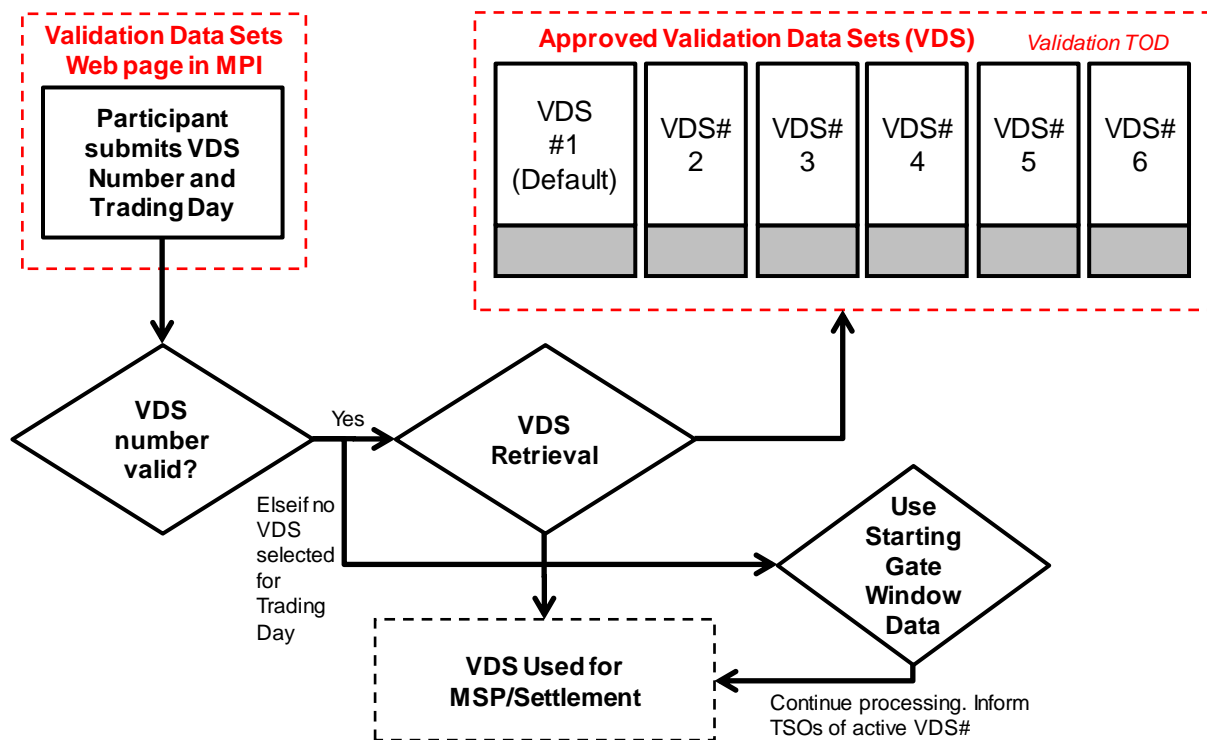 Validation Data Sets
Web page in MPI
Participant
submits VDS
Number and
Trading Day
Approved Validation Data Sets (VDS)
Validation TOD
VDS
#1
(Default)
VDS#
2
VDS#
3
VDS#
4
VDS#
5
VDS#
6
VDS
number
valid?
Yes
VDS
Retrieval
Elseif no
VDS
selected
for
Trading
Day
Use
Starting
Gate
Window
Data
VDS Used for
MSP/Settlement
Continue processing. Inform
TSOs of active VDS#